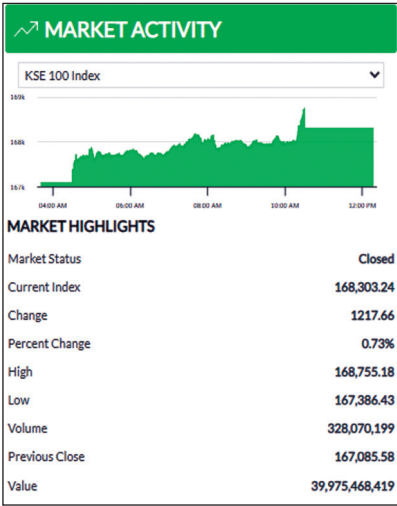 MARKET ACTIVITY
KSE 100 Index
169k
168k
167k
04:00 AM 06:00 AM 08:00 AM 10:00 AM 12:00 PM
MARKET HIGHLIGHTS
Market Status Closed
Current Index 168,303.24
Change 1217.66
Percent Change 0.73%
High 168,755.18
Low 167,386.43
Volume 328,070,199
Previous Close 167,085.58
Value 39,975,468,419